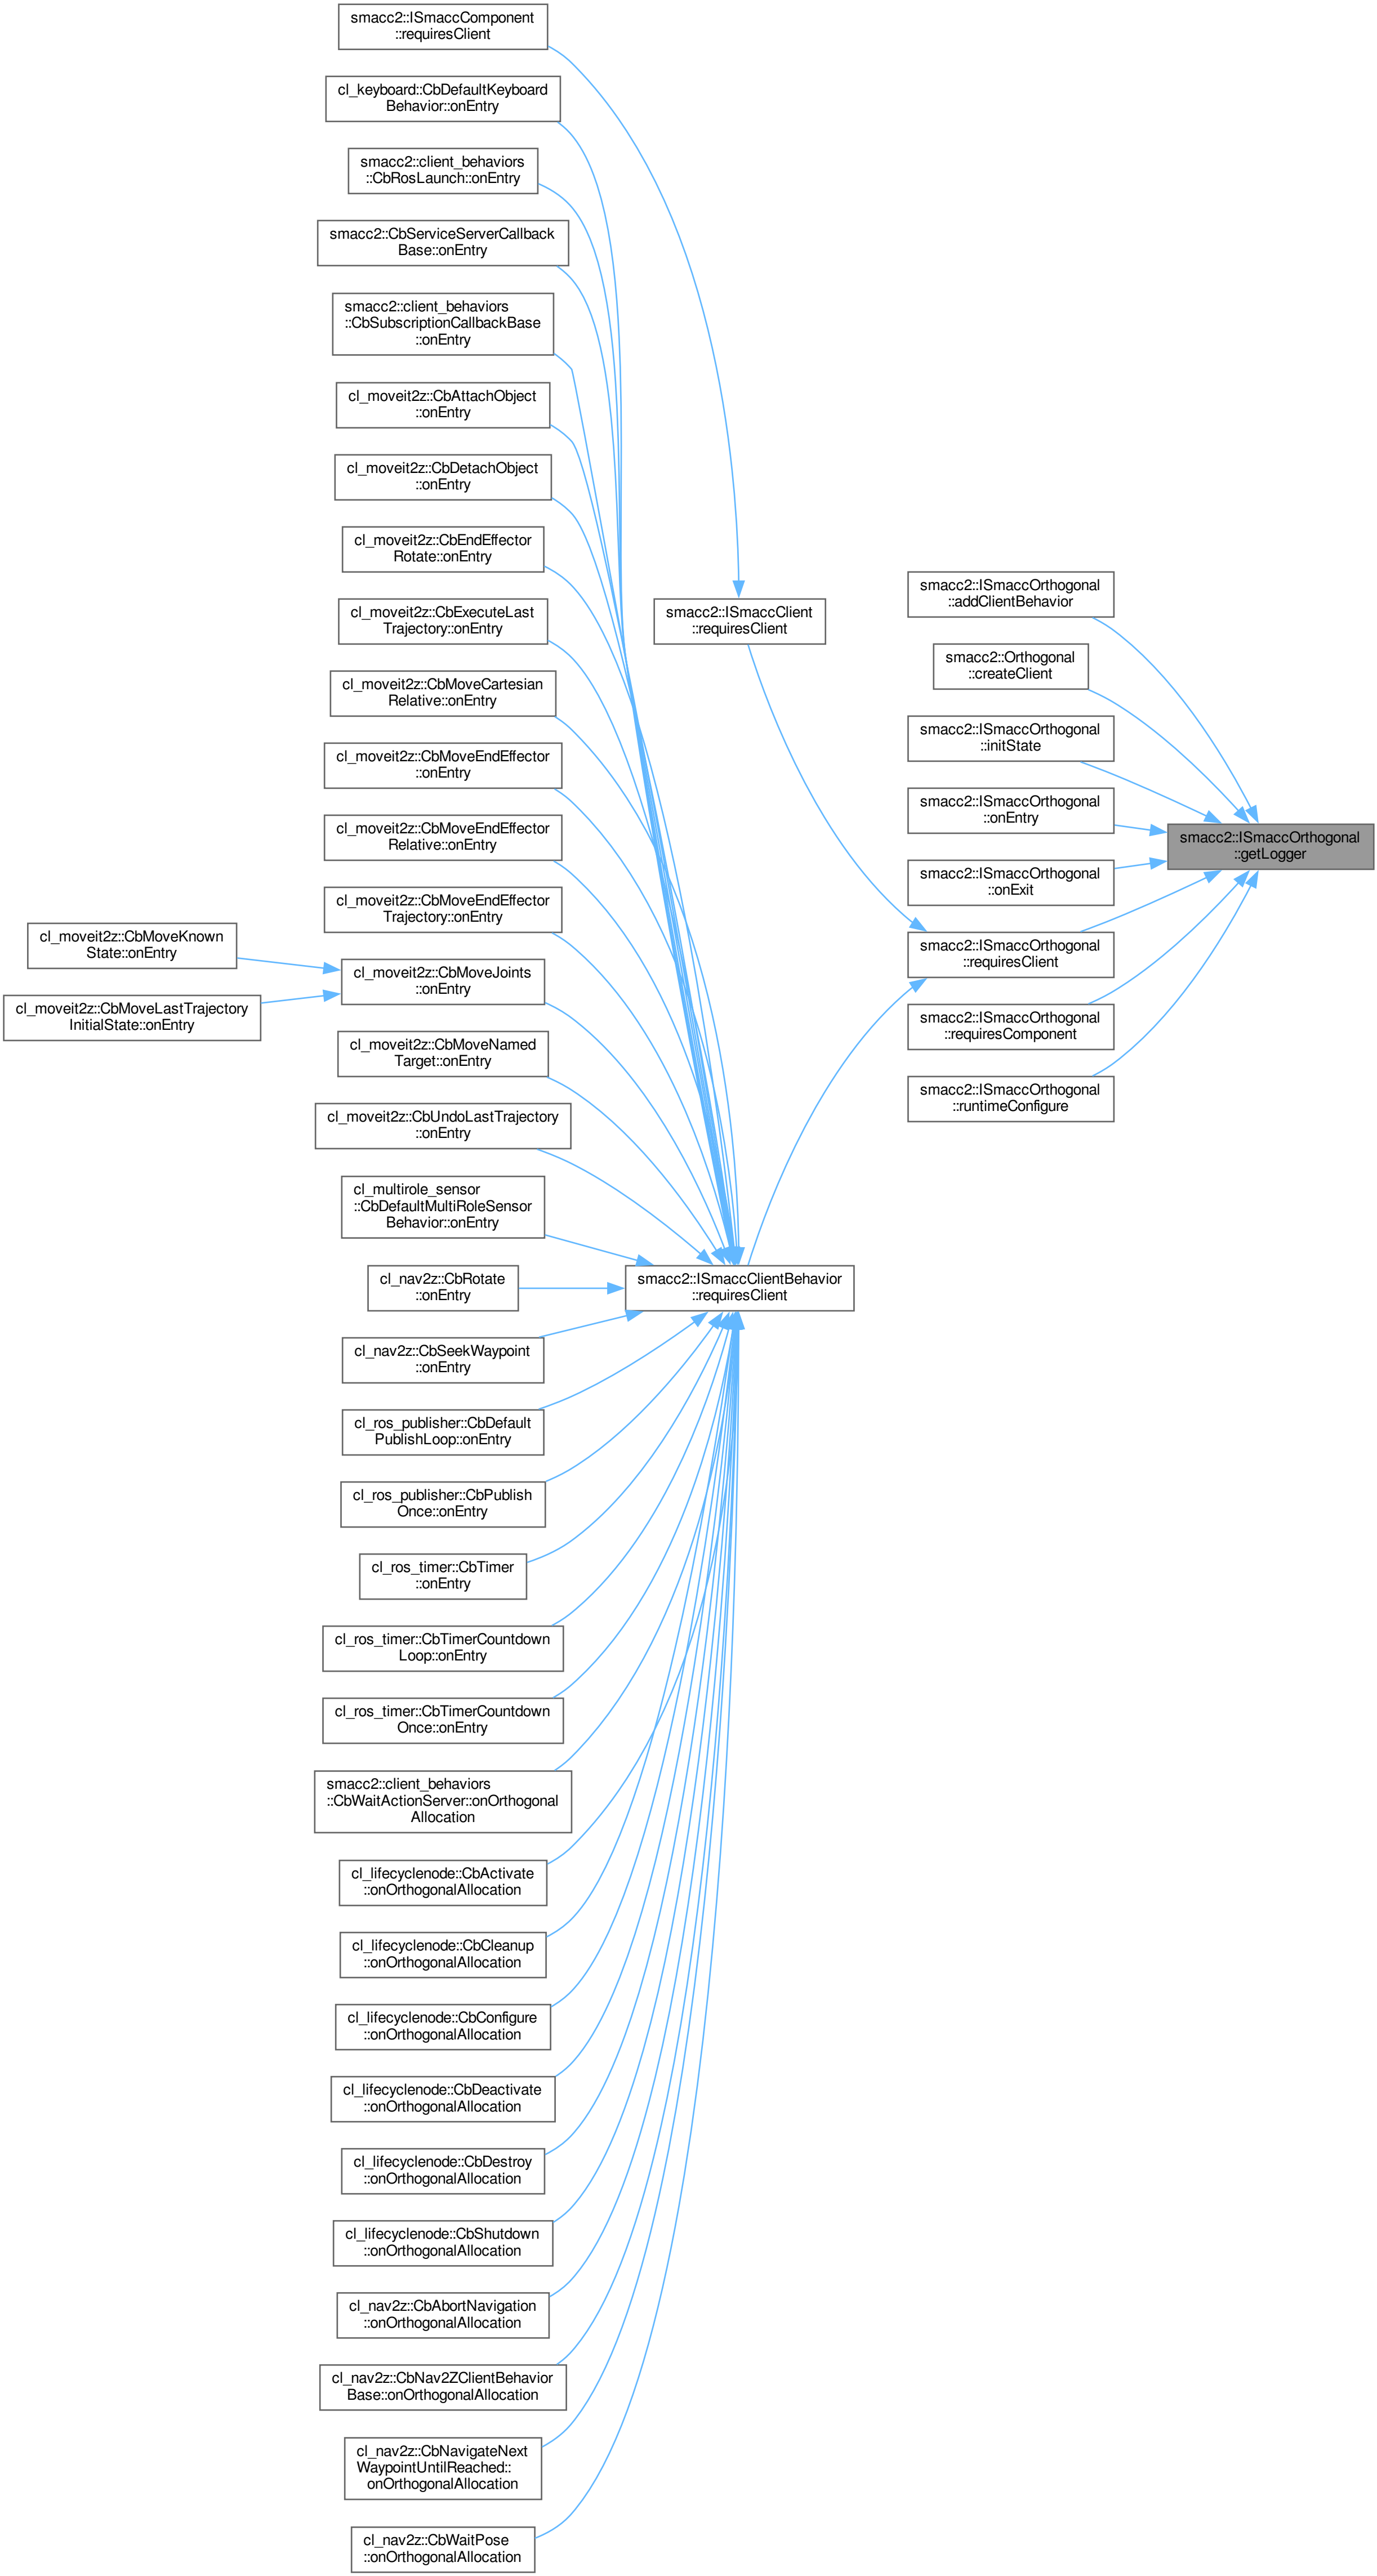 smacc2::ISmaccComponent
::requiresClient
cl_keyboard::CbDefaultKeyboard
Behavior::onEntry
smacc2::client_behaviors
::CbRosLaunch::onEntry
smacc2::CbServiceServerCallback
Base::onEntry
smacc2::client_behaviors
::CbSubscriptionCallbackBase
::onEntry
cl_moveit2z::CbAttachObject
::onEntry
cl_moveit2z::CbDetachObject
::onEntry
cl_moveit2z::CbEndEffector
Rotate::onEntry
cl_moveit2z::CbExecuteLast
Trajectory::onEntry
cl_moveit2z::CbMoveCartesian
Relative::onEntry
cl_moveit2z::CbMoveEndEffector
::onEntry
cl_moveit2z::CbMoveEndEffector
Relative::onEntry
cl_moveit2z::CbMoveEndEffector
Trajectory::onEntry
cl_moveit2z::CbMoveKnown
State::onEntry
cl_moveit2z::CbMoveLastTrajectory
InitialState::onEntry
cl_moveit2z::CbMoveJoints
::onEntry
cl_moveit2z::CbMoveNamed
Target::onEntry
cl_moveit2z::CbUndoLastTrajectory
::onEntry
cl_multirole_sensor
::CbDefaultMultiRoleSensor
Behavior::onEntry
cl_nav2z::CbRotate
::onEntry
cl_nav2z::CbSeekWaypoint
::onEntry
cl_ros_publisher::CbDefault
PublishLoop::onEntry
cl_ros_publisher::CbPublish
Once::onEntry
cl_ros_timer::CbTimer
::onEntry
cl_ros_timer::CbTimerCountdown
Loop::onEntry
cl_ros_timer::CbTimerCountdown
Once::onEntry
smacc2::client_behaviors
::CbWaitActionServer::onOrthogonal
Allocation
cl_lifecyclenode::CbActivate
::onOrthogonalAllocation
cl_lifecyclenode::CbCleanup
::onOrthogonalAllocation
cl_lifecyclenode::CbConfigure
::onOrthogonalAllocation
cl_lifecyclenode::CbDeactivate
::onOrthogonalAllocation
cl_lifecyclenode::CbDestroy
::onOrthogonalAllocation
cl_lifecyclenode::CbShutdown
::onOrthogonalAllocation
cl_nav2z::CbAbortNavigation
::onOrthogonalAllocation
cl_nav2z::CbNav2ZClientBehavior
Base::onOrthogonalAllocation
cl_nav2z::CbNavigateNext
WaypointUntilReached::
onOrthogonalAllocation
cl_nav2z::CbWaitPose
::onOrthogonalAllocation
smacc2::ISmaccClient
::requiresClient
smacc2::ISmaccClientBehavior
::requiresClient
smacc2::ISmaccOrthogonal
::addClientBehavior
smacc2::Orthogonal
::createClient
smacc2::ISmaccOrthogonal
::initState
smacc2::ISmaccOrthogonal
::onEntry
smacc2::ISmaccOrthogonal
::onExit
smacc2::ISmaccOrthogonal
::requiresClient
smacc2::ISmaccOrthogonal
::requiresComponent
smacc2::ISmaccOrthogonal
::runtimeConfigure
smacc2::ISmaccOrthogonal
::getLogger